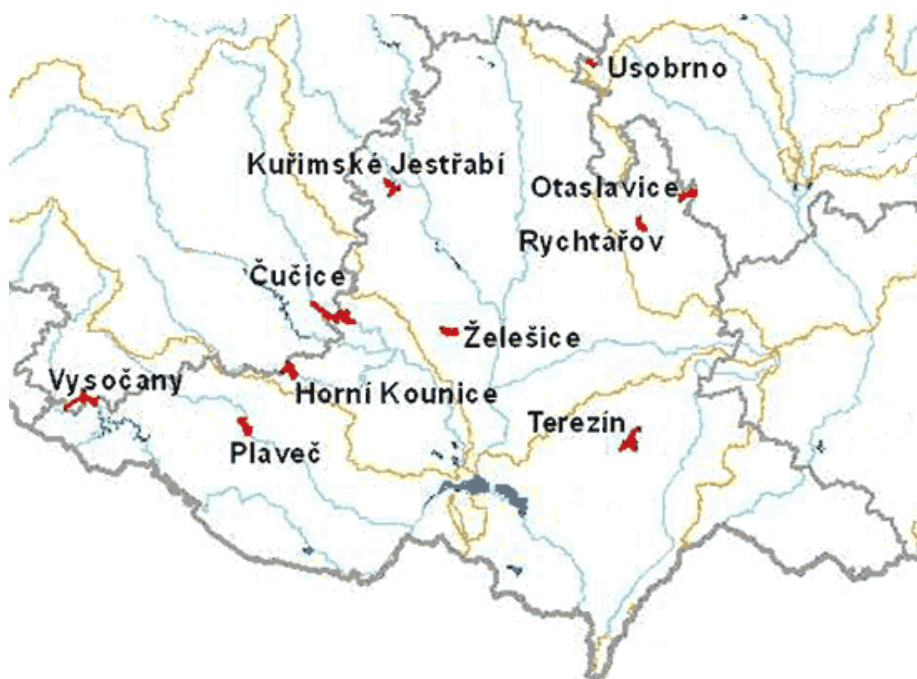 Usobrno
Kuřimské Jestřabí
Otaslavice
Rychtářov
Čučice
Želešice
Vysočany
Horní Kounice
Terezín
Plaveč